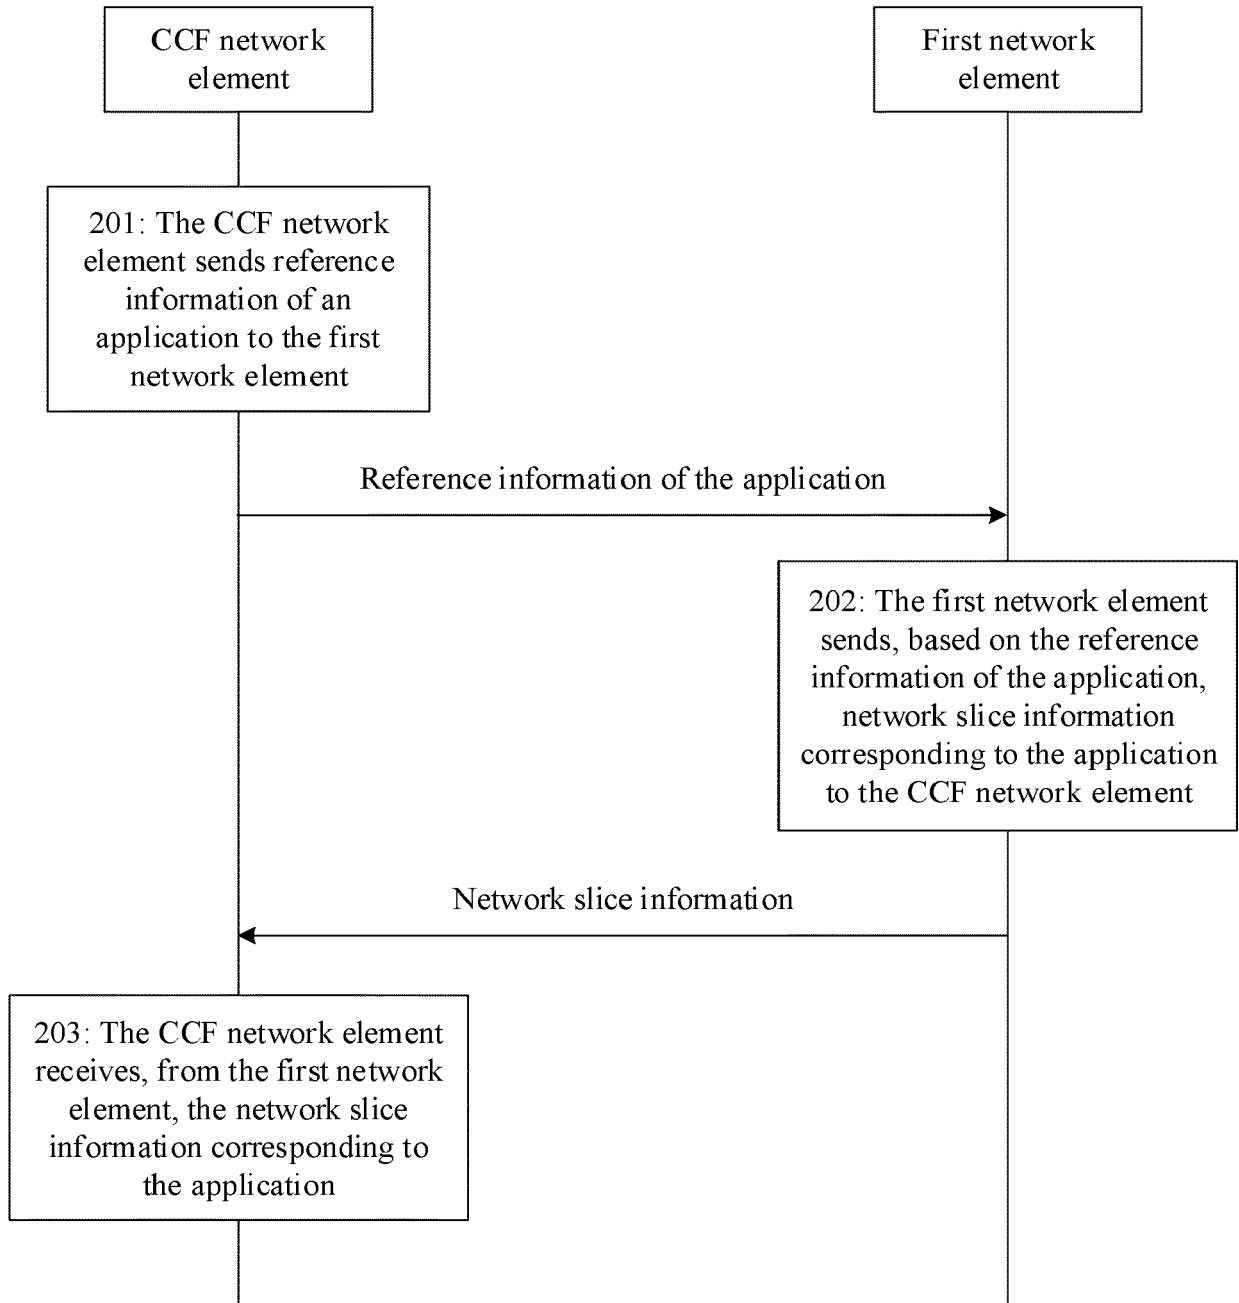 CCF network
element
First network
element
201: The CCF network
element sends reference
information of an
application to the first
network element
Reference information of the application
202: The first network element
sends, based on the reference
information of the application,
network slice information
corresponding to the application
to the CCF network element
Network slice information
203: The CCF network element
receives, from the first network
element, the network slice
information corresponding to
the application